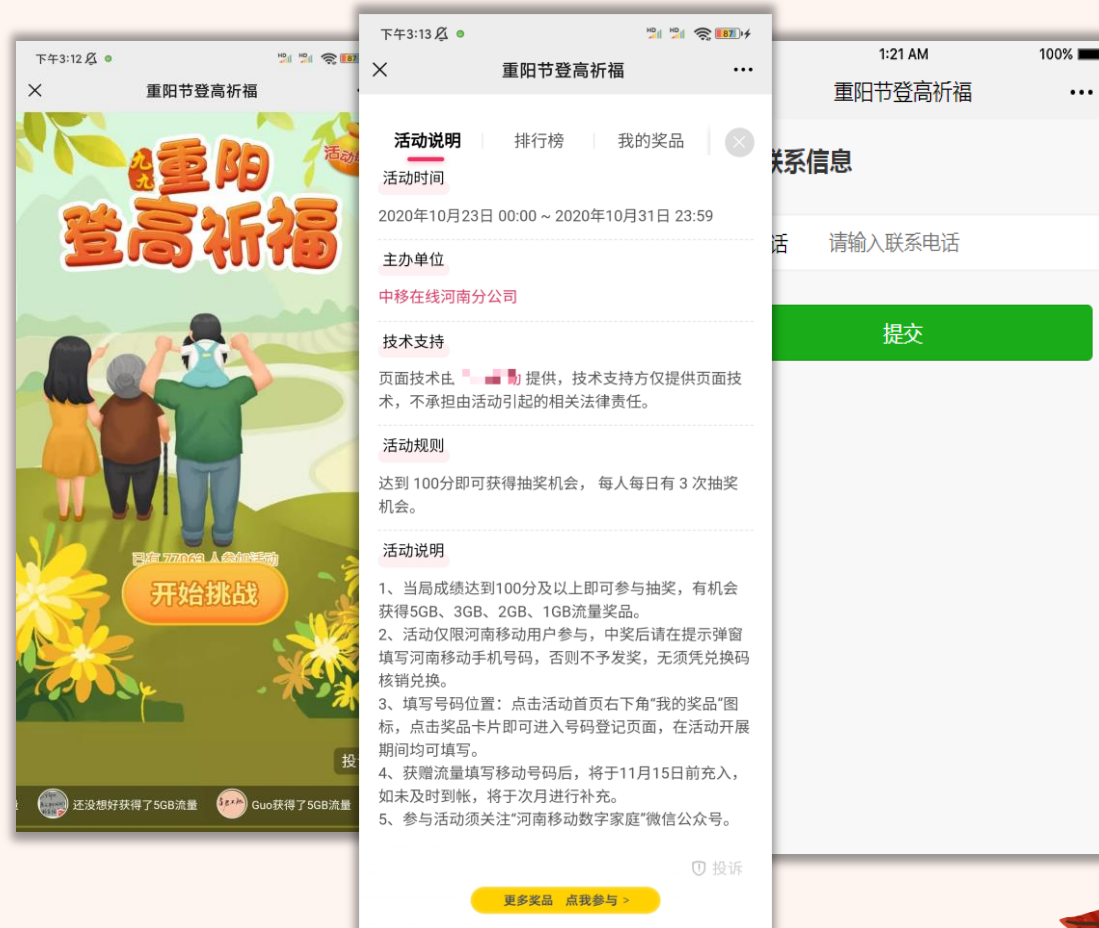 下午3:12
重阳节登高祈福
九九
重阳
登高祈福
活动
已有 77963 人参加活动
开始挑战
投
还没想好获得了5GB流量
Guo获得了5GB流量
下午3:13
HD
HD
87
重阳节登高祈福
活动说明
排行榜
我的奖品
活动时间
2020年10月23日 00:00 ~ 2020年10月31日 23:59
主办单位
中移在线河南分公司
技术支持
页面技术由
提供，技术支持方仅提供页面技
术，不承担由活动引起的相关法律责任。
活动规则
达到 100分即可获得抽奖机会， 每人每日有 3 次抽奖
机会。
活动说明
1、当局成绩达到100分及以上即可参与抽奖，有机会
获得5GB、3GB、2GB、1GB流量奖品。
2、活动仅限河南移动用户参与，中奖后请在提示弹窗
填写河南移动手机号码，否则不予发奖，无须凭兑换码
核销兑换。
3、填写号码位置：点击活动首页右下角“我的奖品”图
标，点击奖品卡片即可进入号码登记页面，在活动开展
期间均可填写。
4、获赠流量填写移动号码后，将于11月15日前充入，
如未及时到帐，将于次月进行补充。
5、参与活动须关注“河南移动数字家庭”微信公众号。
投诉
更多奖品 点我参与 >
1:21 AM
100%
重阳节登高祈福
联系信息
话
请输入联系电话
提交